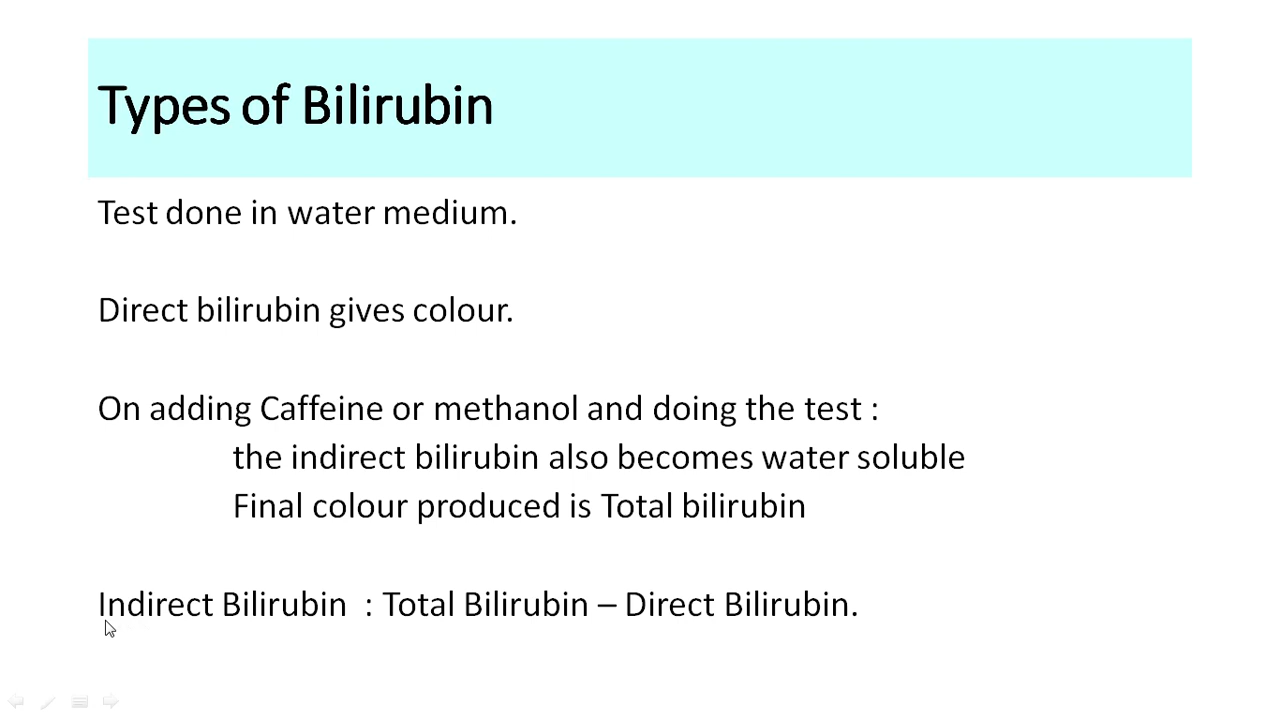 Types of Bilirubin
Test done in water medium.
Direct bilirubin gives colour.
On adding Caffeine or methanol and doing the test :
the indirect bilirubin also becomes water soluble
Final colour produced is Total bilirubin
Indirect Bilirubin  : Total Bilirubin – Direct Bilirubin.